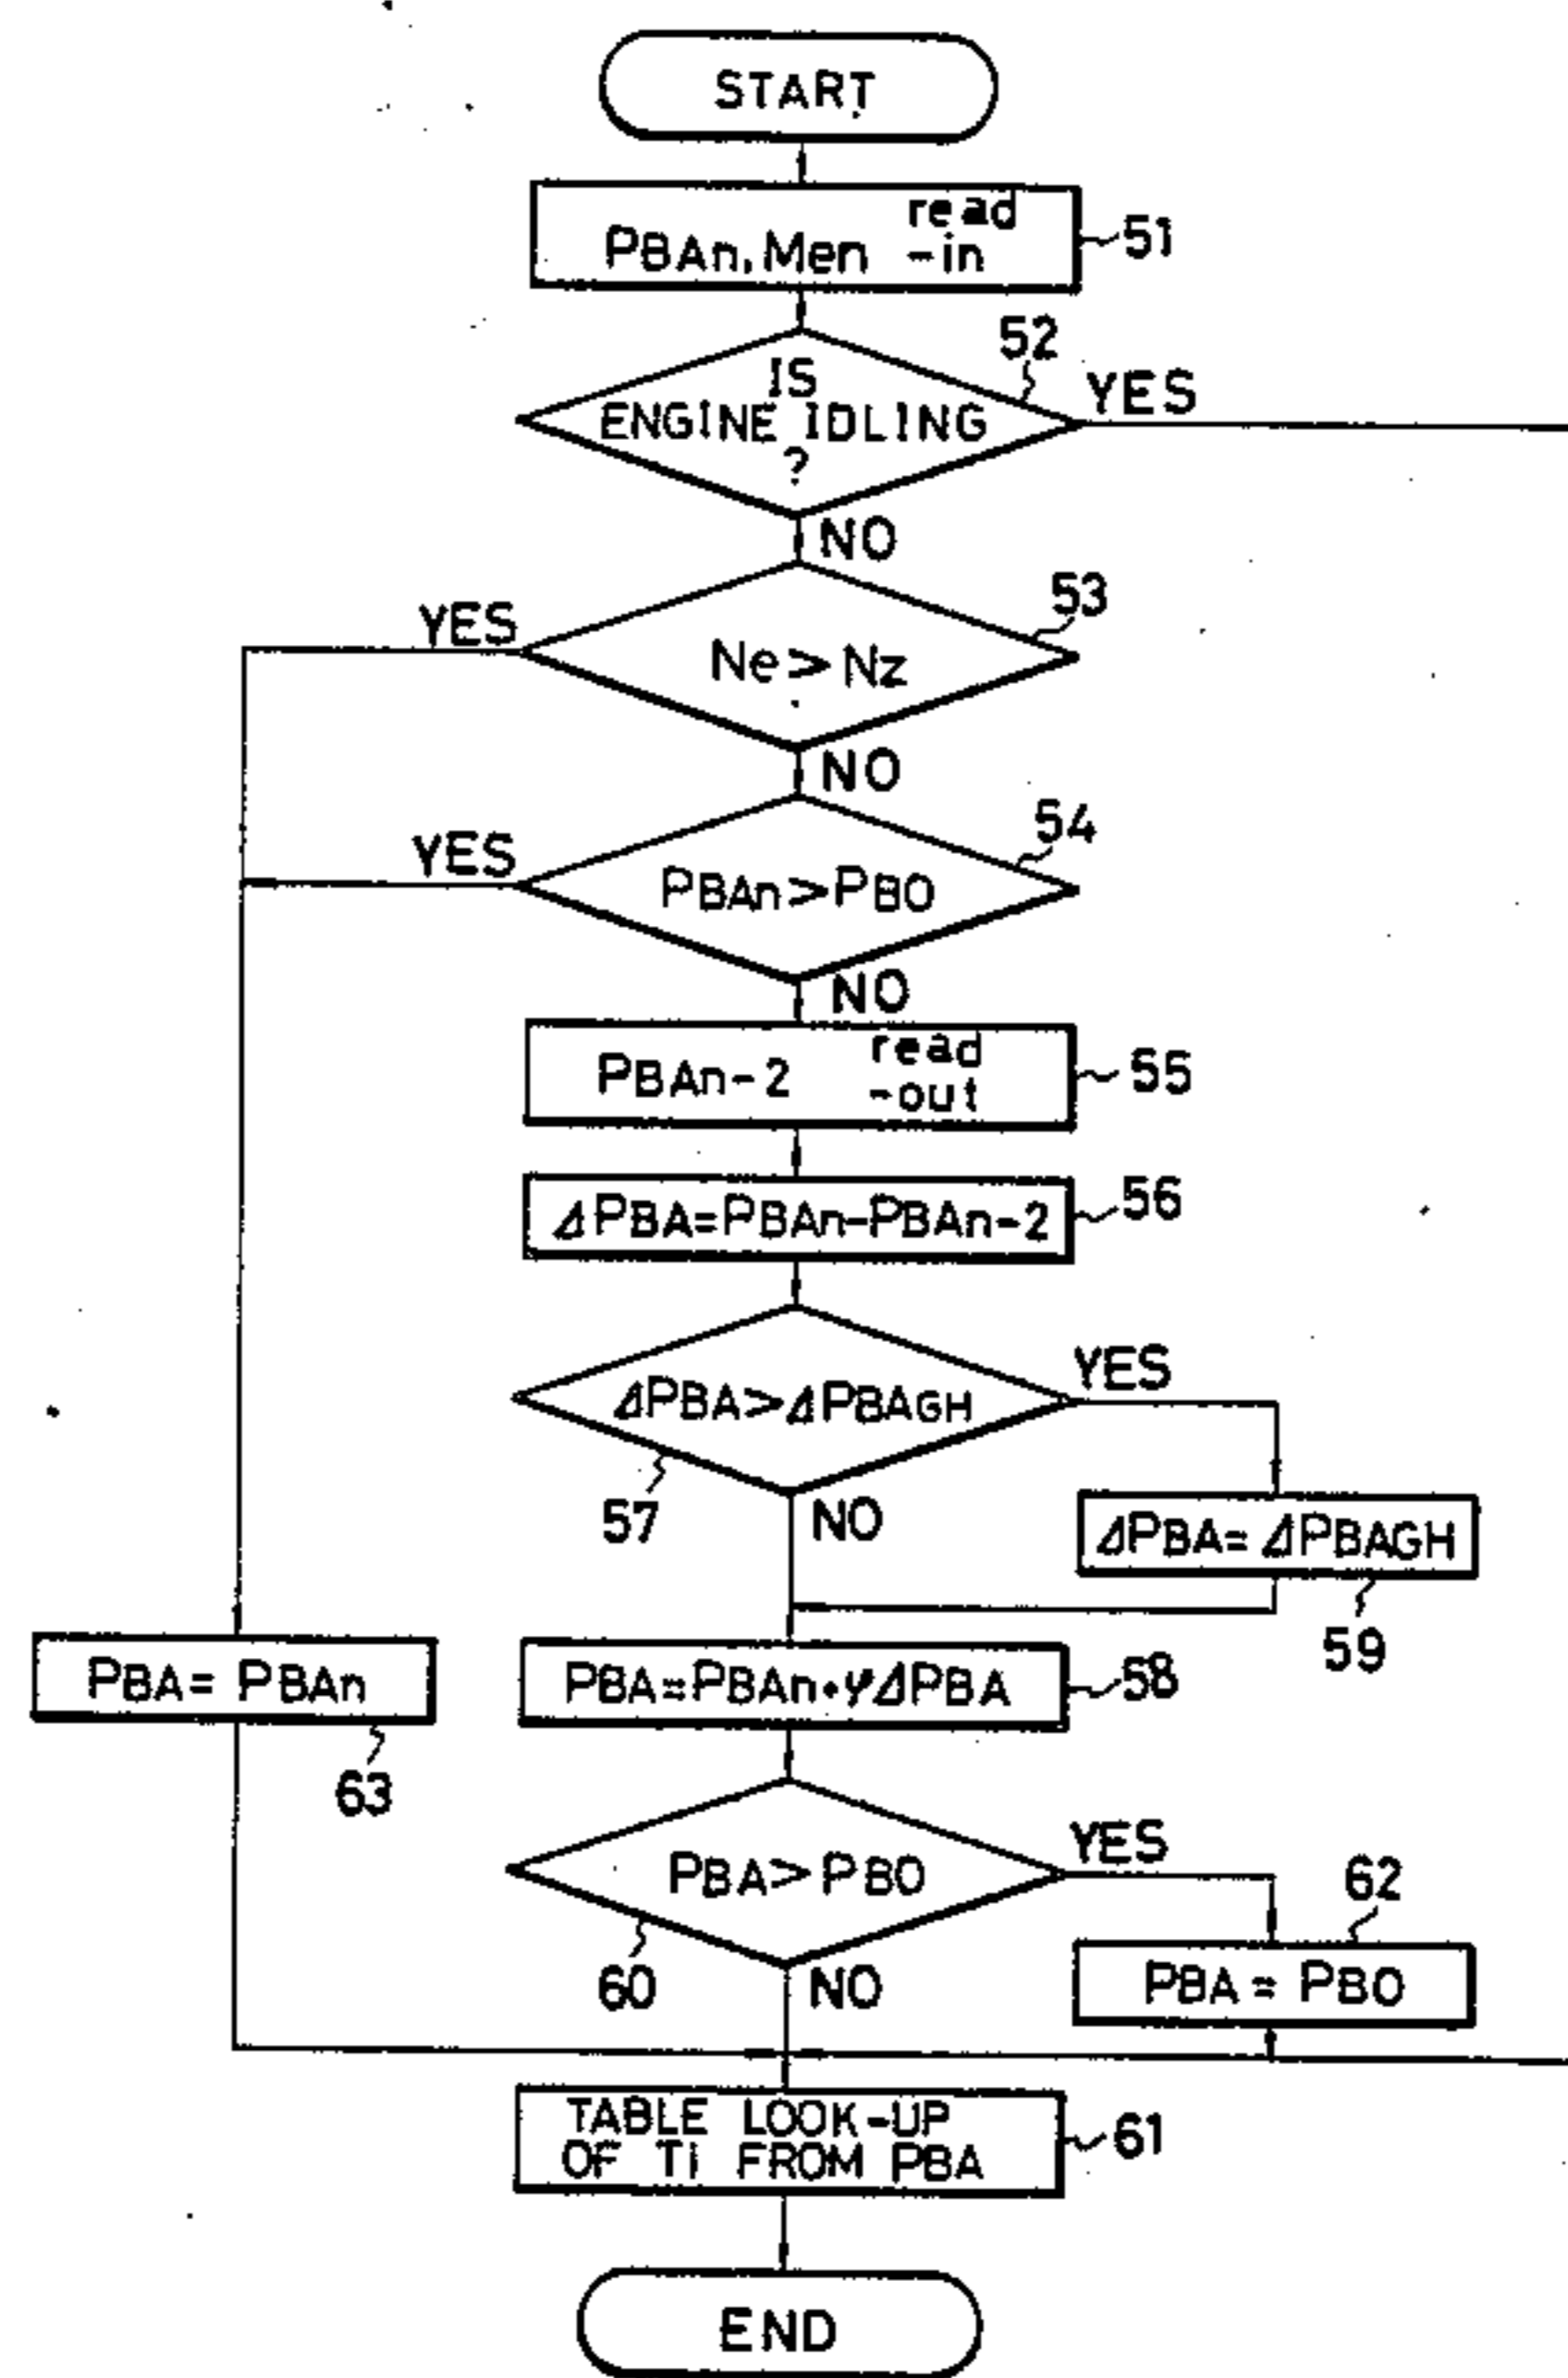 START
read
PBAn, Men -in
51
52
IS
ENGINE IDLING
?
YES
NO
53
YES
Ne > Nz
NO
54
YES
PBAn > PBO
NO
read
PBAn-2
-out
55
ΔPBA=PBAn-PBAn-2
56
YES
ΔPBA>ΔPBAGH
57
NO
ΔPBA=ΔPBAGH
59
PBA= PBAn
63
PBA=PBAn+φΔPBA
58
YES
PBA> PBO
60
NO
62
PBA = PBO
TABLE LOOK-UP
OF Ti FROM PBA
61
END